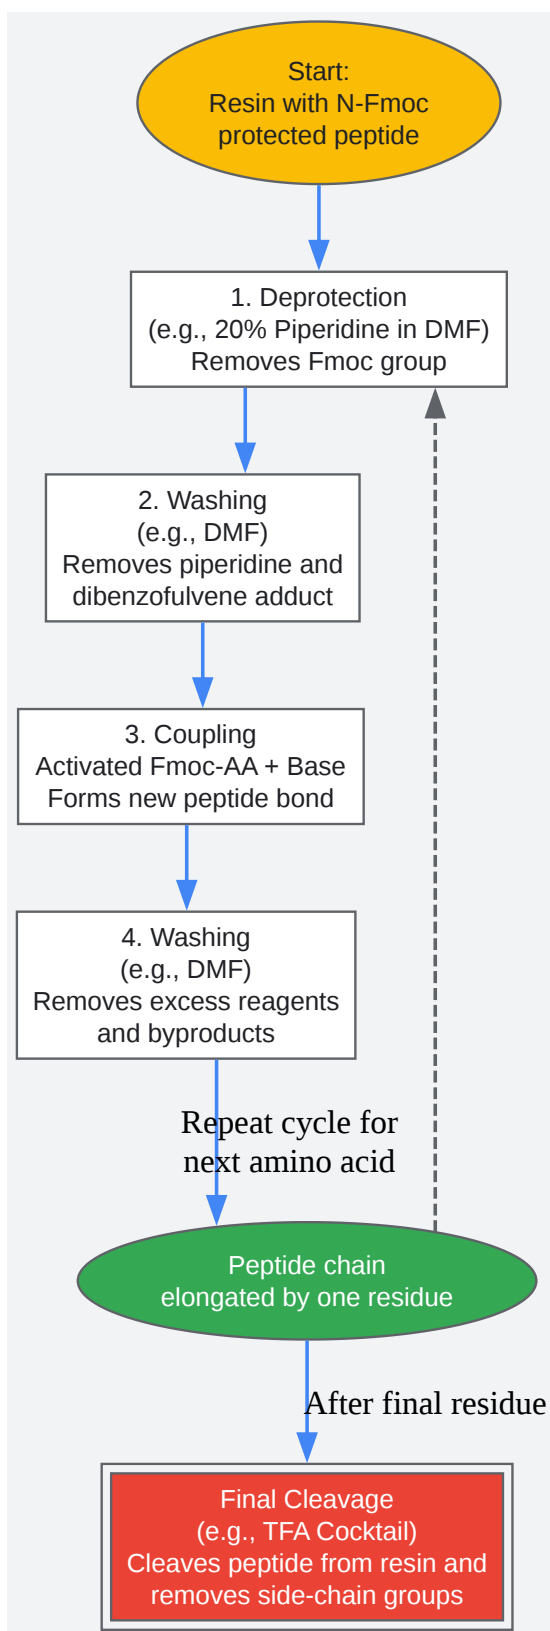 Start:
Resin with N-Fmoc
protected peptide
1. Deprotection
(e.g., 20% Piperidine in DMF)
Removes Fmoc group
2. Washing
(e.g., DMF)
Removes piperidine and
dibenzofulvene adduct
3. Coupling
Activated Fmoc-AA + Base
Forms new peptide bond
4. Washing
(e.g., DMF)
Removes excess reagents
and byproducts
Repeat cycle for
next amino acid
Peptide chain
elongated by one residue
After final residue
Final Cleavage
(e.g., TFA Cocktail)
Cleaves peptide from resin and
removes side-chain groups